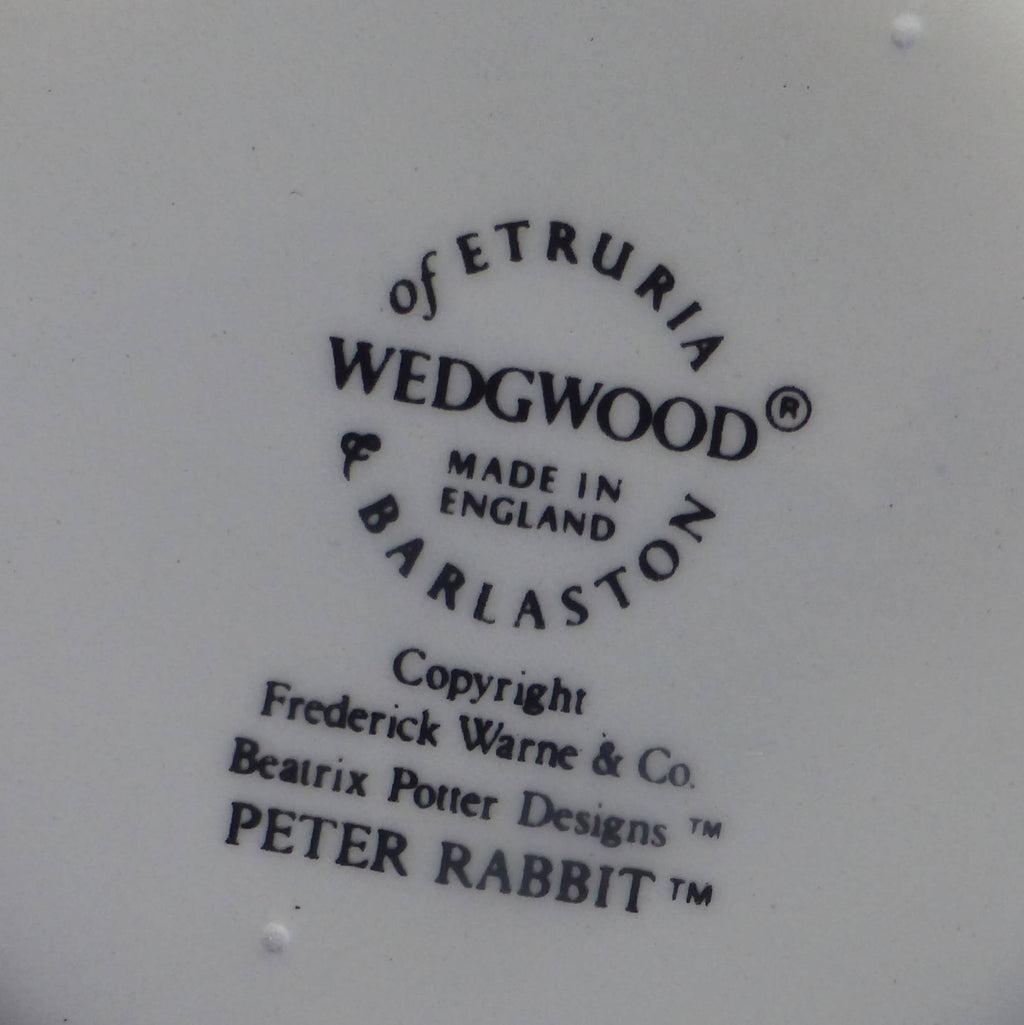 of ETRURIA
WEDGWOOD®
MADE IN
ENGLAND
& BARLASTON
Copyright
Frederick Warne & Co.
Beatrix Potter Designs ™
PETER RABBIT ™